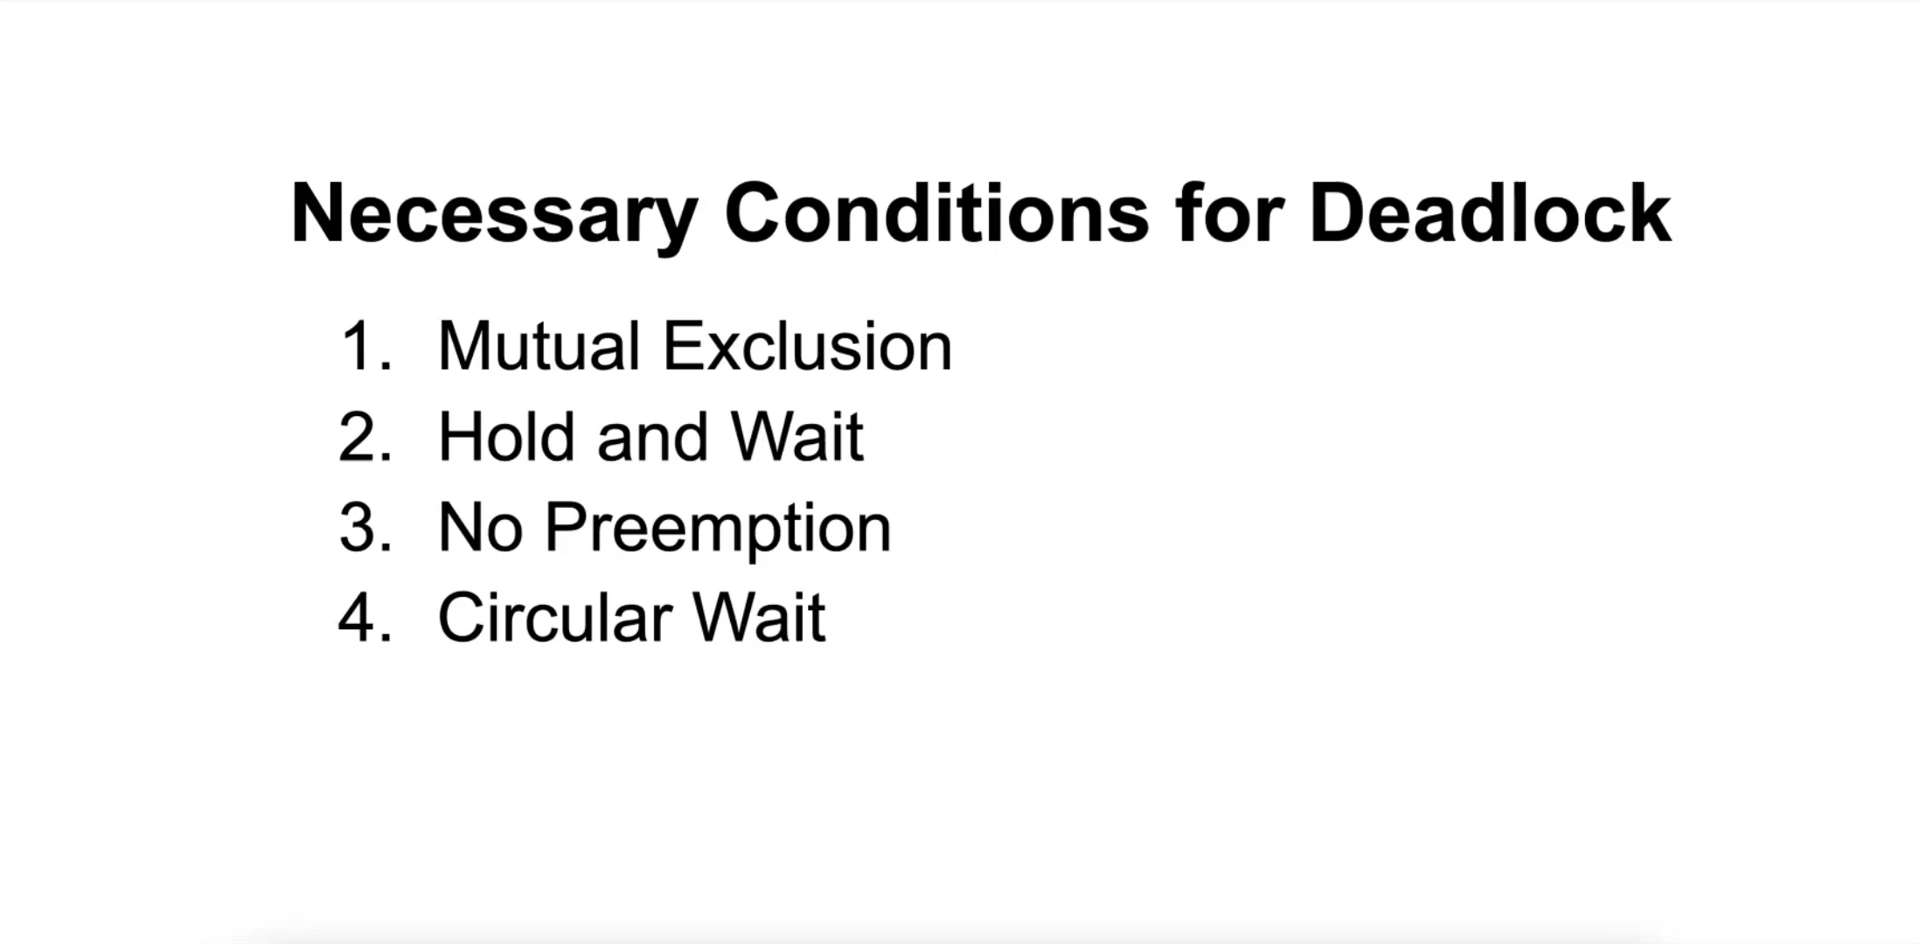 Necessary Conditions for Deadlock
1. Mutual Exclusion
2. Hold and Wait
3. No Preemption
4. Circular Wait